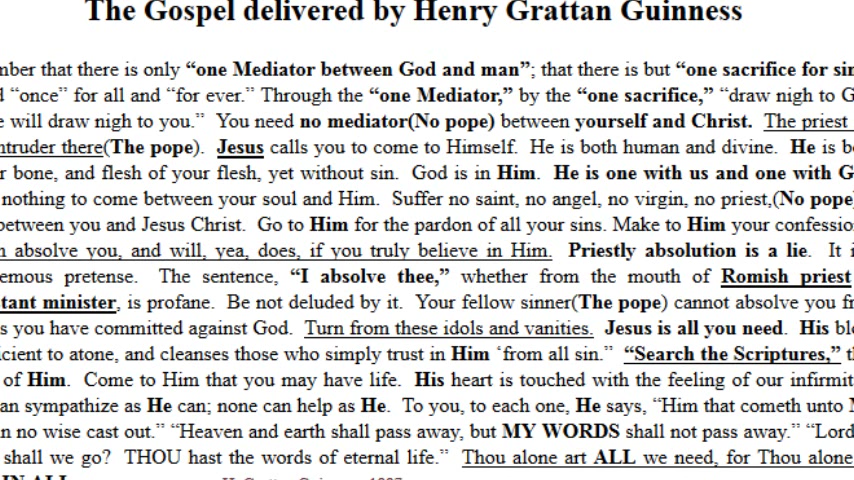 The Gospel delivered by Henry Grattan Guinness
that there is only “one Mediator between God and man”; that there is but “one sacrifice for
“once” for all and “for ever.” Through the “one Mediator,” by the “one sacrifice,” “draw nigh to
will draw nigh to you.” You need no mediator(No pope) between yourself and Christ. The priest
there(The pope). Jesus calls you to come to Himself. He is both human and divine. He is
bone, and flesh of your flesh, yet without sin. God is in Him. He is one with us and one with
nothing to come between your soul and Him. Suffer no saint, no angel, no virgin, no priest,(No pope)
between you and Jesus Christ. Go to Him for the pardon of all your sins. Make to Him your
absolve you, and will, yea, does, if you truly believe in Him. Priestly absolution is a lie. It
pretense. The sentence, “I absolve thee,” whether from the mouth of Romish priest
minister, is profane. Be not deluded by it. Your fellow sinner(The pope) cannot absolve you
you have committed against God. Turn from these idols and vanities. Jesus is all you need. His
to atone, and cleanses those who simply trust in Him ‘from all sin.” “Search the Scriptures,”
of Him. Come to Him that you may have life. His heart is touched with the feeling of our
sympathize as He can; none can help as He. To you, to each one, He says, “Him that cometh unto
no wise cast out.” “Heaven and earth shall pass away, but MY WORDS shall not pass away.” “Lord
shall we go? THOU hast the words of eternal life.” Thou alone art ALL we need, for Thou alone
IN ALL